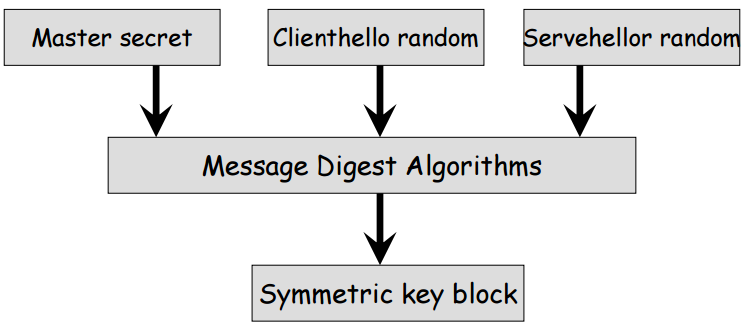 Master secret
Clienthello random
Servehellor random
Message Digest Algorithms
Symmetric key block